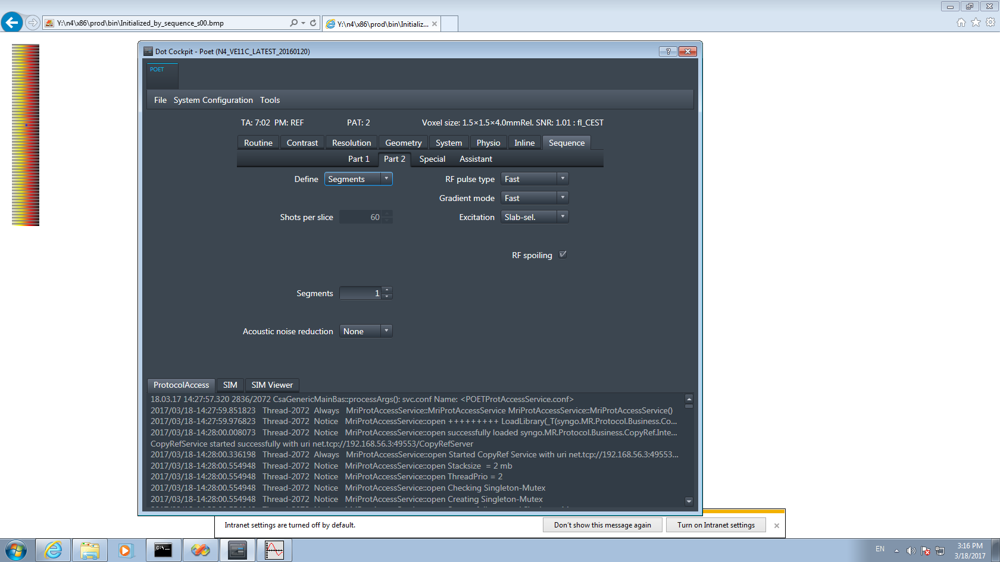 Y:\n4\x86\prod\bin\Initialized_by_sequence_s00.bmp
Y:\n4\x86\prod\bin\Initializ...
Dot Cockpit - Poet (N4_VE11C_LATEST_20160120)
POET
File System Configuration Tools
TA: 7:02 PM: REF PAT: 2 Voxel size: 1.5×1.5×4.0mmRel. SNR: 1.01 : fl_CEST
Routine Contrast Resolution Geometry System Physio Inline Sequence
Part 1 Part 2 Special Assistant
Define Segments RF pulse type Fast
Gradient mode Fast
Shots per slice 60 Excitation Slab-sel.
RF spoiling
Segments 1
Acoustic noise reduction None
ProtocolAccess SIM SIM Viewer
18.03.17 14:27:57.320 2836/2072 CsaGenericMainBas::processArgs(): svc.conf Name: <POETProtAccessService.conf>
2017/03/18-14:27:59.851823 Thread-2072 Always MriProtAccessService::MriProtAccessService MriProtAccessService::MriProtAccessService()
2017/03/18-14:27:59.976823 Thread-2072 Notice MriProtAccessService::open +++++++++ LoadLibrary(_T(syngo.MR.Protocol.Business.Co...
2017/03/18-14:28:00.008073 Thread-2072 Notice MriProtAccessService::open successfully loaded syngo.MR.Protocol.Business.CopyRef.Inte...
CopyRefService started successfully with uri net.tcp://192.168.56.3:49553/CopyRefServer
2017/03/18-14:28:00.336198 Thread-2072 Always MriProtAccessService::open Started CopyRef Service with uri net.tcp://192.168.56.3:49553...
2017/03/18-14:28:00.554948 Thread-2072 Notice MriProtAccessService::open Stacksize = 2 mb
2017/03/18-14:28:00.554948 Thread-2072 Notice MriProtAccessService::open ThreadPrio = 2
2017/03/18-14:28:00.554948 Thread-2072 Notice MriProtAccessService::open Checking Singleton-Mutex
2017/03/18-14:28:00.554948 Thread-2072 Notice MriProtAccessService::open Creating Singleton-Mutex
Intranet settings are turned off by default. Don't show this message again Turn on Intranet settings
C:\.
EN 3:16 PM
3/18/2017